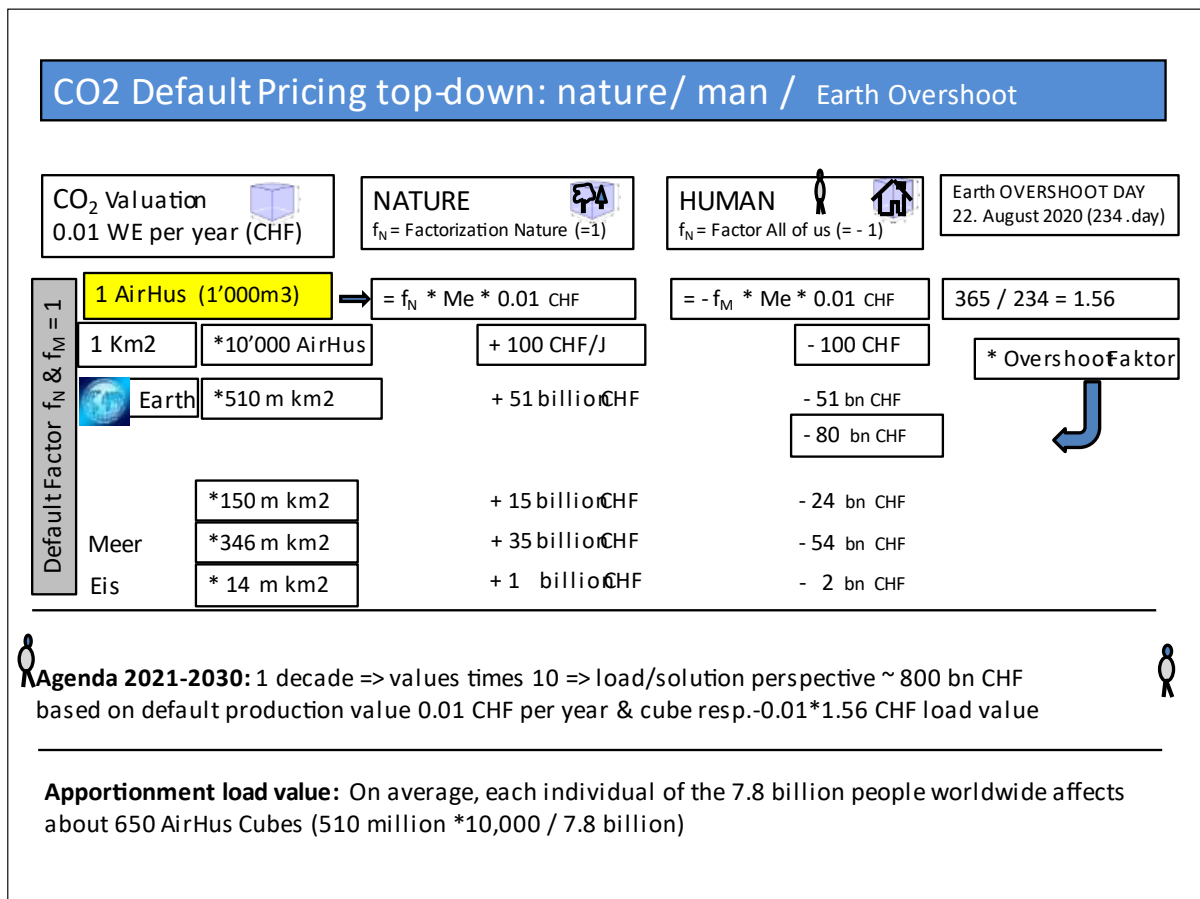 CO2 Default Pricing top-down: nature/ man / Earth Overshoot
CO₂ Valuation
0.01 WE per year (CHF)
NATURE
fN = Factorization Nature (=1)
HUMAN
fN = Factor All of us (= - 1)
Earth OVERSHOOT DAY
22. August 2020 (234 .day)
Default Factor fN & fM = 1
1 AirHus (1’000m3)
= fN * Me * 0.01 CHF
= - fM * Me * 0.01 CHF
365 / 234 = 1.56
1 Km2
*10’000 AirHus
+ 100 CHF/J
- 100 CHF
* Overshoot Faktor
Earth
*510 m km2
+ 51 billion CHF
- 51 bn CHF
- 80 bn CHF
*150 m km2
+ 15 billion CHF
- 24 bn CHF
Meer
*346 m km2
+ 35 billion CHF
- 54 bn CHF
Eis
* 14 m km2
+ 1 billion CHF
- 2 bn CHF
Agenda 2021-2030: 1 decade => values times 10 => load/solution perspective ~ 800 bn CHF
based on default production value 0.01 CHF per year & cube resp.-0.01*1.56 CHF load value
Apportionment load value: On average, each individual of the 7.8 billion people worldwide affects
about 650 AirHus Cubes (510 million *10,000 / 7.8 billion)